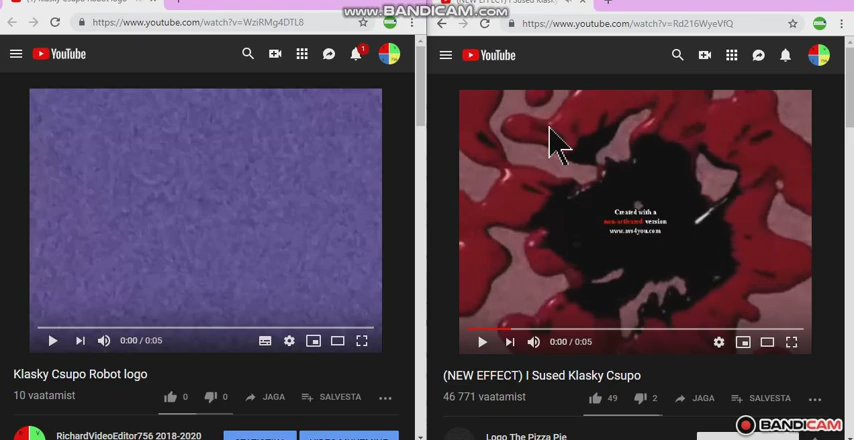 www.BANDICAM.com
https://www.youtube.com/watch?v=WziRMg4DTL8
YouTube
1
0:00 / 0:05
Klasky Csupo Robot logo
10 vaatamist
0
0
JAGA
SALVESTA
RichardVideoEditor756 2018-2020
https://www.youtube.com/watch?v=Rd216WyeVfQ
YouTube
Created with a
non-activated version
www.avs4you.com
0:00 / 0:05
(NEW EFFECT) I Sused Klasky Csupo
46 771 vaatamist
49
2
JAGA
SALVESTA
Logo The Pizza Pie
BANDICAM